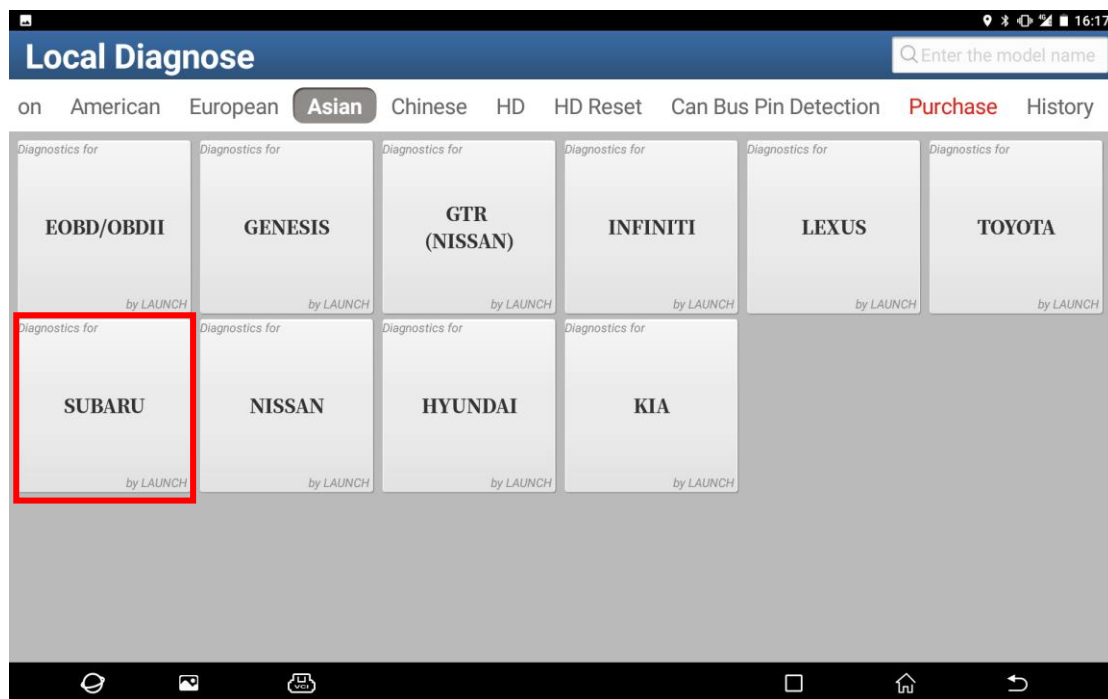 16:17
Local Diagnose
Enter the model name
on American European Asian Chinese HD HD Reset Can Bus Pin Detection Purchase History
Diagnostics for Diagnostics for Diagnostics for Diagnostics for Diagnostics for Diagnostics for
EOBD/OBDII GENESIS GTR (NISSAN) INFINITI LEXUS TOYOTA
by LAUNCH by LAUNCH by LAUNCH by LAUNCH by LAUNCH by LAUNCH
Diagnostics for Diagnostics for Diagnostics for Diagnostics for
SUBARU NISSAN HYUNDAI KIA
by LAUNCH by LAUNCH by LAUNCH by LAUNCH
VCI